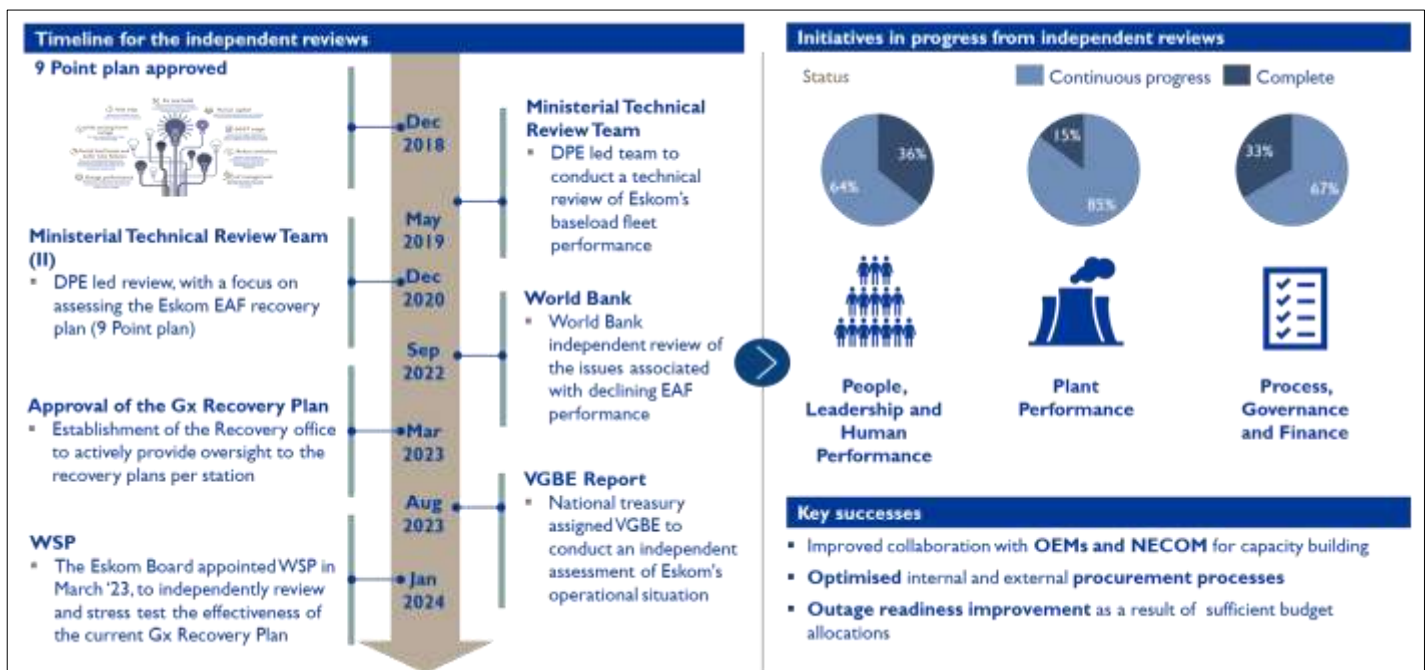 Timeline for the independent reviews
9 Point plan approved
Dec
2018
Ministerial Technical
Review Team
▪ DPE led team to
conduct a technical
review of Eskom's
baseload fleet
performance
May
2019
Ministerial Technical Review Team
(II)
▪ DPE led review, with a focus on
assessing the Eskom EAF recovery
plan (9 Point plan)
Dec
2020
World Bank
▪ World Bank
independent review of
the issues associated
with declining EAF
performance
Sep
2022
Approval of the Gx Recovery Plan
▪ Establishment of the Recovery office
to actively provide oversight to the
recovery plans per station
Mar
2023
VGBE Report
▪ National treasury
assigned VGBE to
conduct an independent
assessment of Eskom's
operational situation
Aug
2023
WSP
▪ The Eskom Board appointed WSP in
March '23, to independently review
and stress test the effectiveness of
the current Gx Recovery Plan
Jan
2024
Initiatives in progress from independent reviews
Status
Continuous progress
Complete
36%
64%
15%
85%
33%
67%
People,
Leadership and
Human
Performance
Plant
Performance
Process,
Governance
and Finance
Key successes
▪ Improved collaboration with OEMs and NECOM for capacity building
▪ Optimised internal and external procurement processes
▪ Outage readiness improvement as a result of sufficient budget
allocations